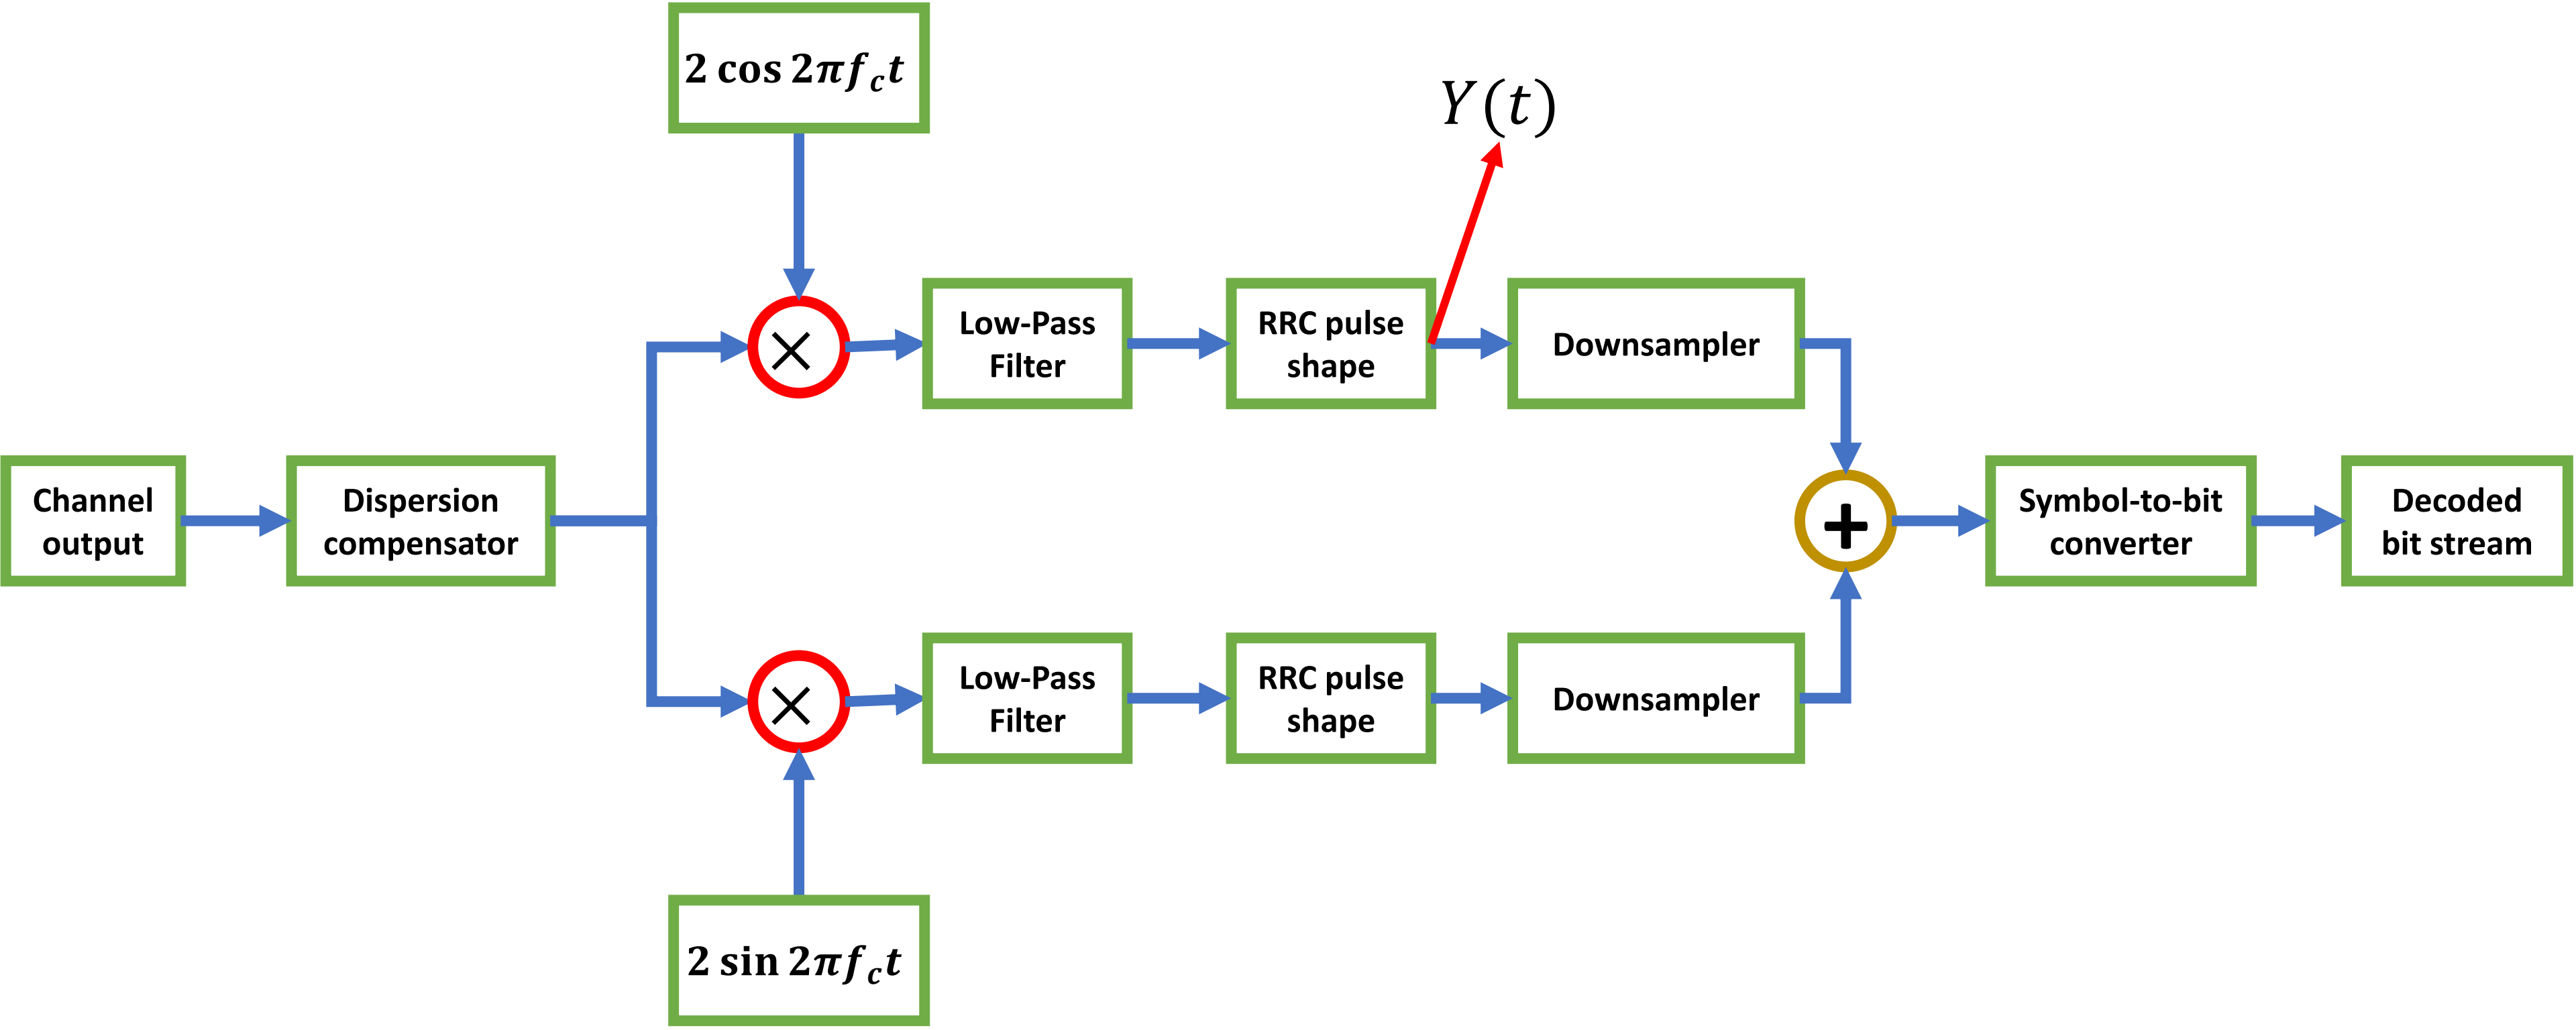 2 cos 2πf_c t
Y(t)
Low-Pass
Filter
RRC pulse
shape
Downsampler
×
Channel
output
Dispersion
compensator
+
Symbol-to-bit
converter
Decoded
bit stream
Low-Pass
Filter
RRC pulse
shape
Downsampler
×
2 sin 2πf_c t